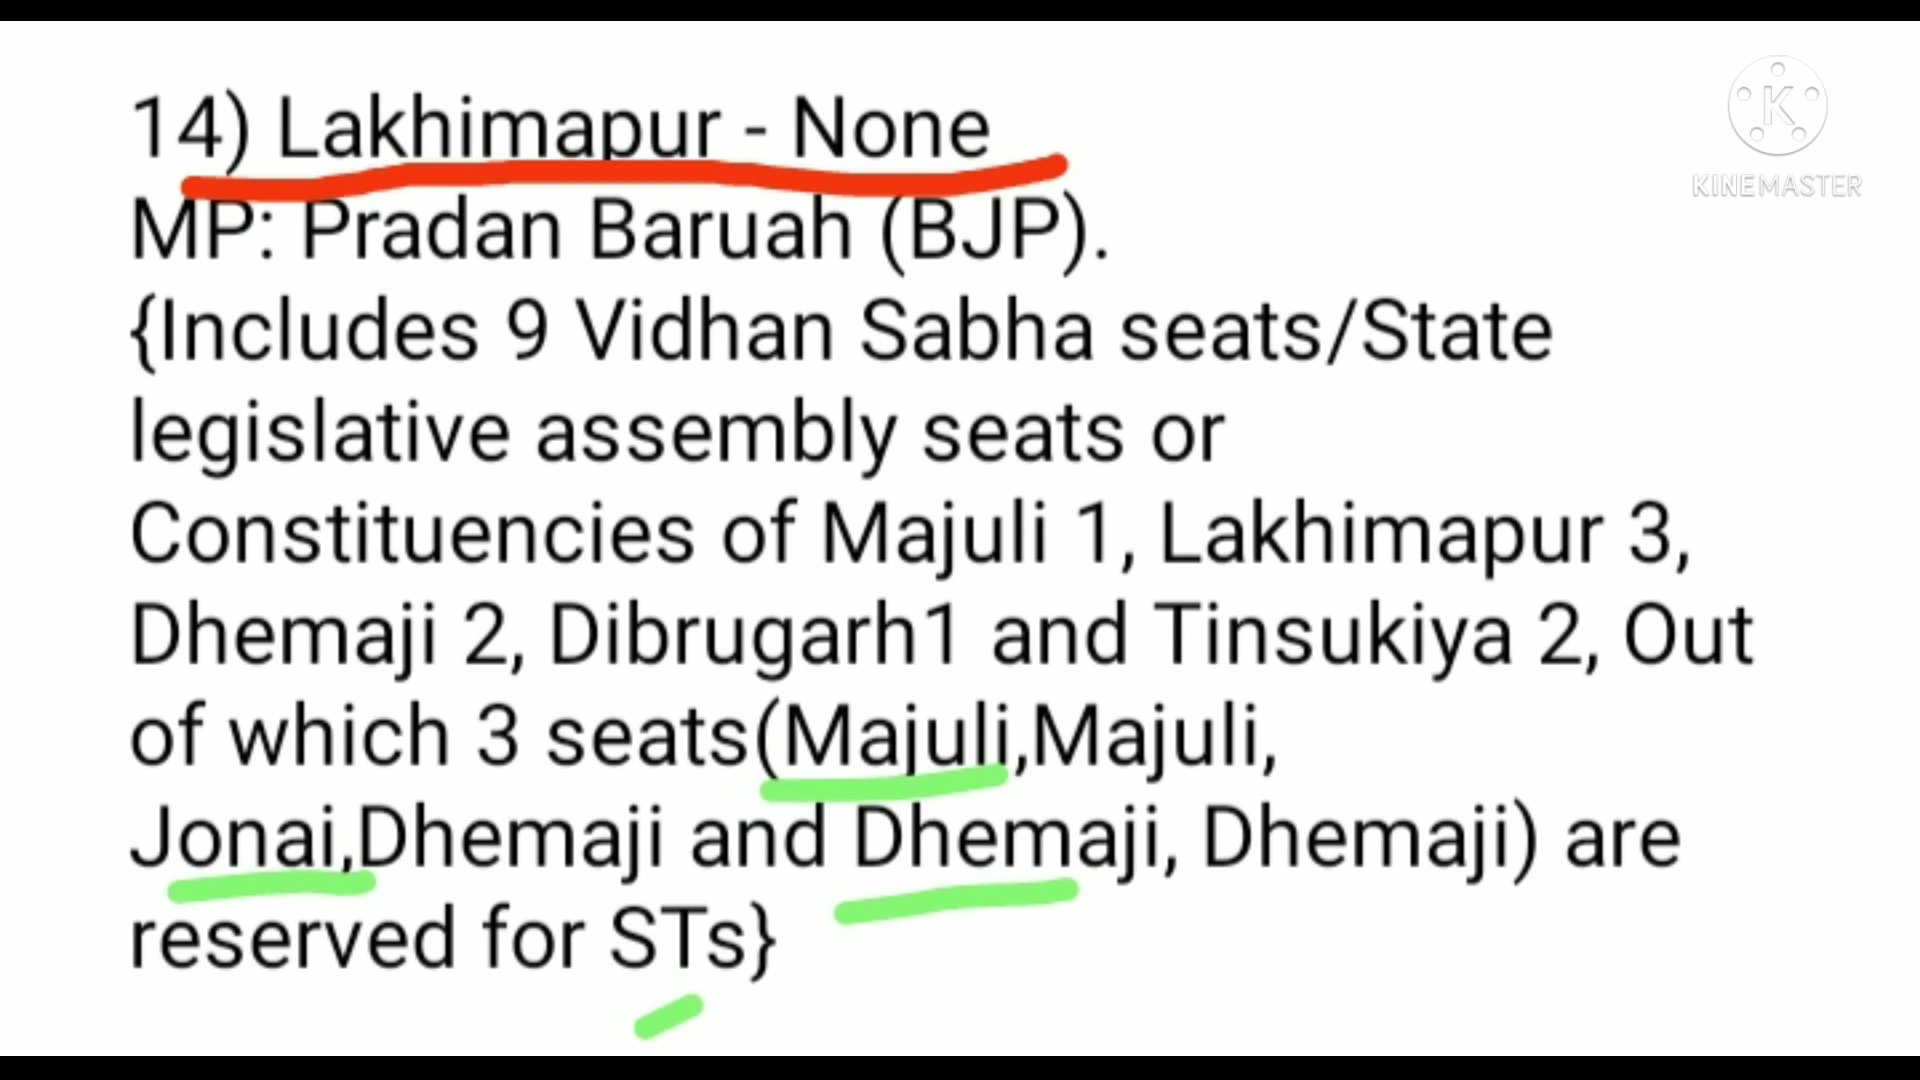 14) Lakhimapur - None
MP: Pradan Baruah (BJP).
{Includes 9 Vidhan Sabha seats/State
legislative assembly seats or
Constituencies of Majuli 1, Lakhimapur 3,
Dhemaji 2, Dibrugarh1 and Tinsukiya 2, Out
of which 3 seats(Majuli,Majuli,
Jonai,Dhemaji and Dhemaji, Dhemaji) are
reserved for STs}
K
KINEMASTER